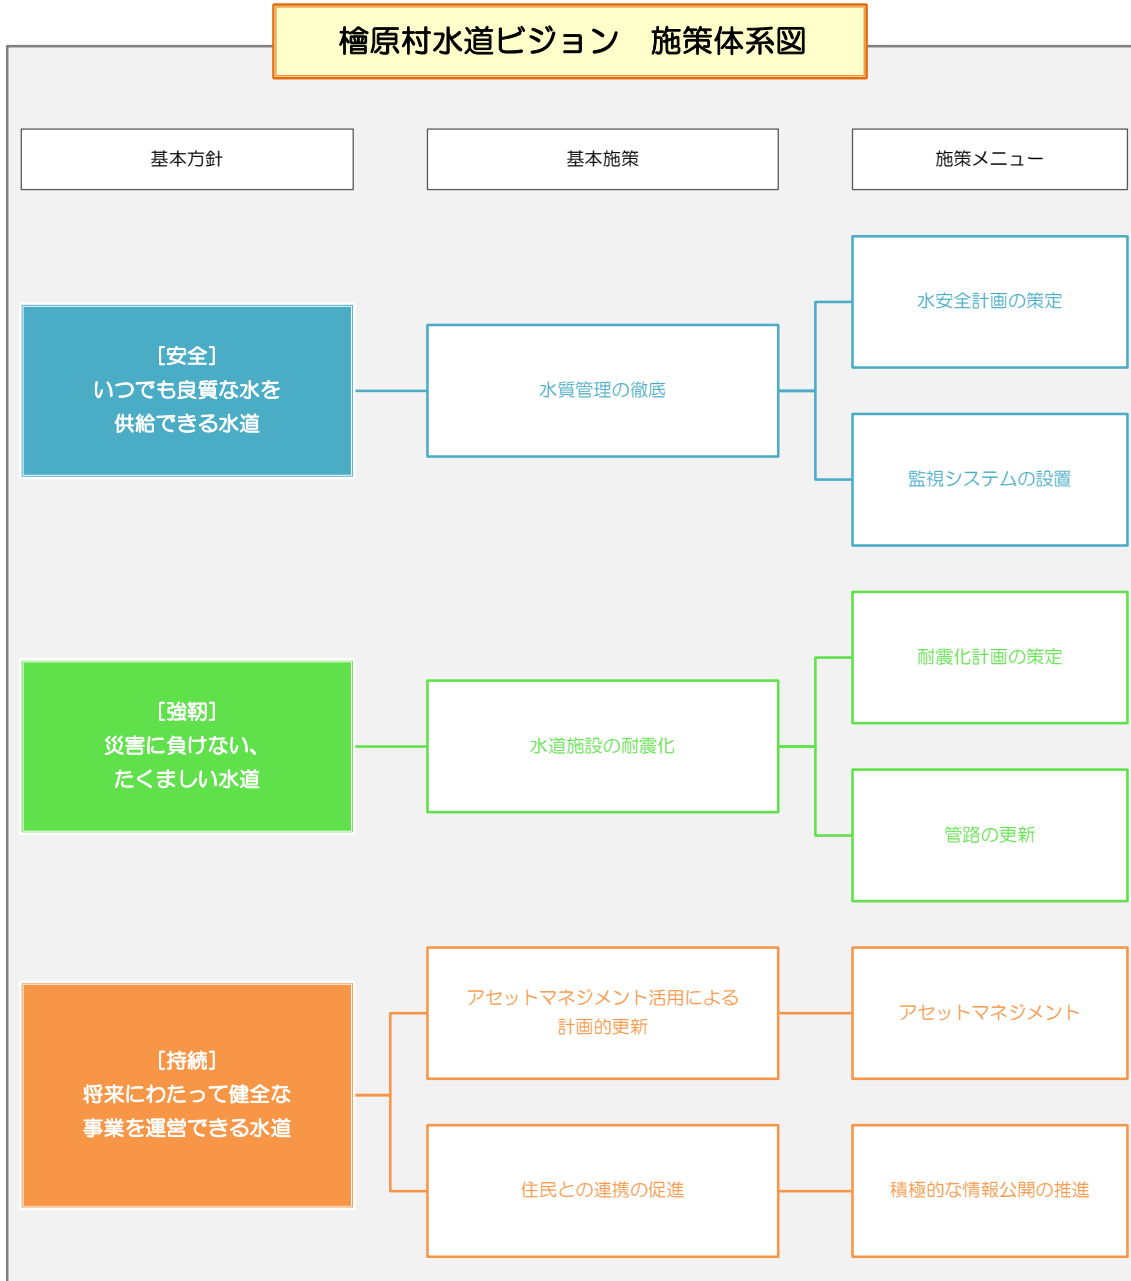 檜原村水道ビジョン　施策体系図
基本方針
基本施策
施策メニュー
[安全]
いつでも良質な水を
供給できる水道
水質管理の徹底
水安全計画の策定
監視システムの設置
[強靭]
災害に負けない、
たくましい水道
水道施設の耐震化
耐震化計画の策定
管路の更新
[持続]
将来にわたって健全な
事業を運営できる水道
アセットマネジメント活用による
計画的更新
アセットマネジメント
住民との連携の促進
積極的な情報公開の推進